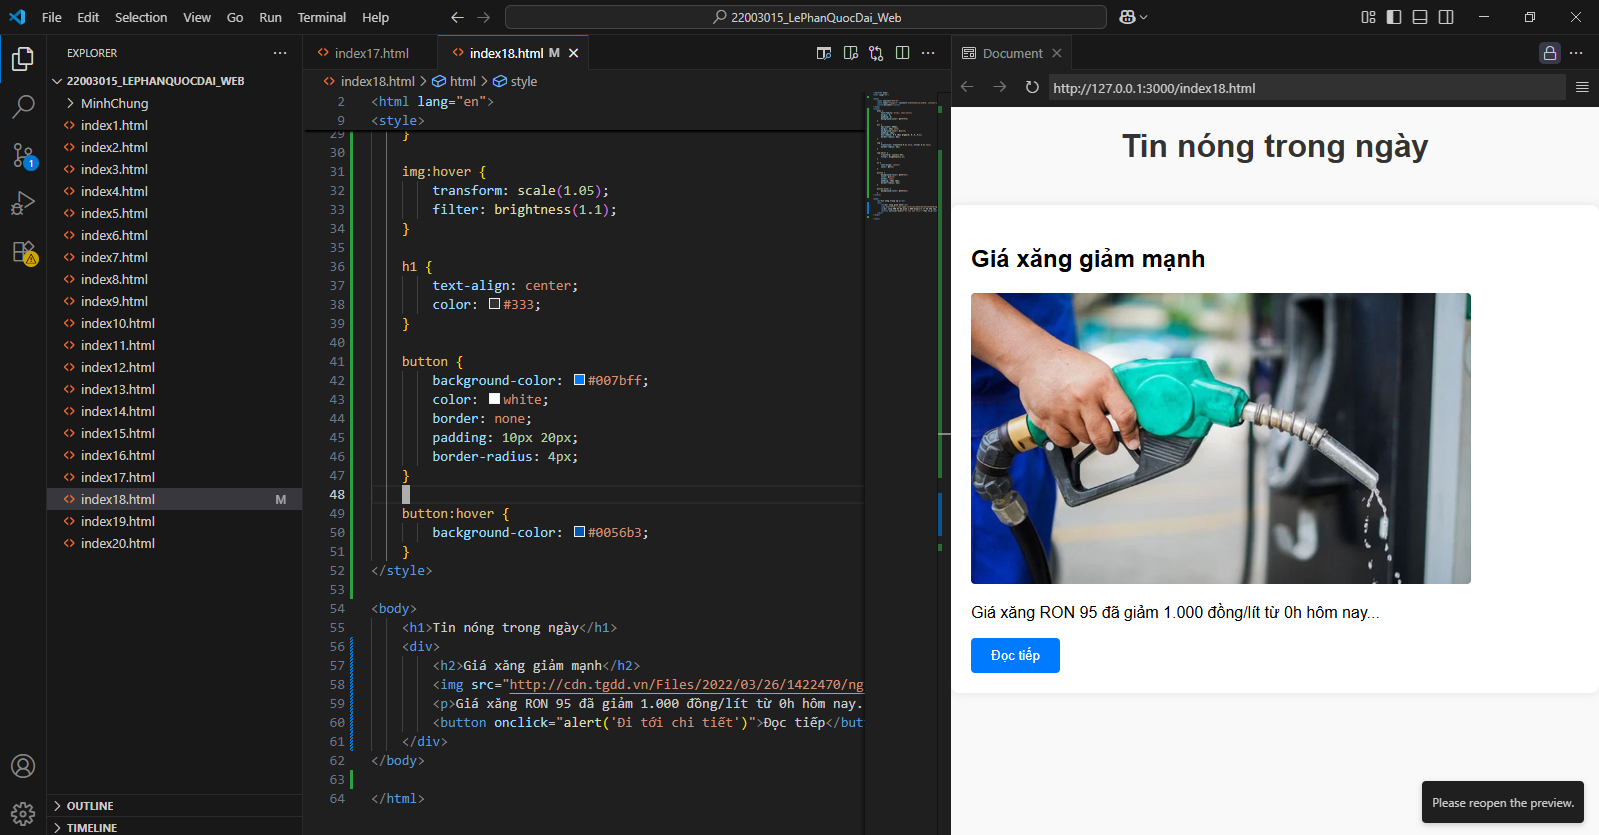 File Edit Selection View Go Run Terminal Help
22003015_LePhanQuocDai_Web
EXPLORER
22003015_LEPHANQUOCDAI_WEB
MinhChung
index1.html
index2.html
index3.html
index4.html
index5.html
index6.html
index7.html
index8.html
index9.html
index10.html
index11.html
index12.html
index13.html
index14.html
index15.html
index16.html
index17.html
index18.html M
index19.html
index20.html
OUTLINE
TIMELINE
1
index17.html
index18.html M
index18.html > html > style
2 <html lang="en">
9 <style>
29 }
30
31 img:hover {
32 transform: scale(1.05);
33 filter: brightness(1.1);
34 }
35
36 h1 {
37 text-align: center;
38 color: #333;
39 }
40
41 button {
42 background-color: #007bff;
43 color: white;
44 border: none;
45 padding: 10px 20px;
46 border-radius: 4px;
47 }
48
49 button:hover {
50 background-color: #0056b3;
51 }
52 </style>
53
54 <body>
55 <h1>Tin nóng trong ngày</h1>
56 <div>
57 <h2>Giá xăng giảm mạnh</h2>
58 <img src="http://cdn.tgdd.vn/Files/2022/03/26/1422470/ng
59 <p>Giá xăng RON 95 đã giảm 1.000 đồng/lít từ 0h hôm nay.
60 <button onclick="alert('Đi tới chi tiết')">Đọc tiếp</but
61 </div>
62 </body>
63
64 </html>
Document
http://127.0.0.1:3000/index18.html
Tin nóng trong ngày
Giá xăng giảm mạnh
Giá xăng RON 95 đã giảm 1.000 đồng/lít từ 0h hôm nay...
Đọc tiếp
Please reopen the preview.